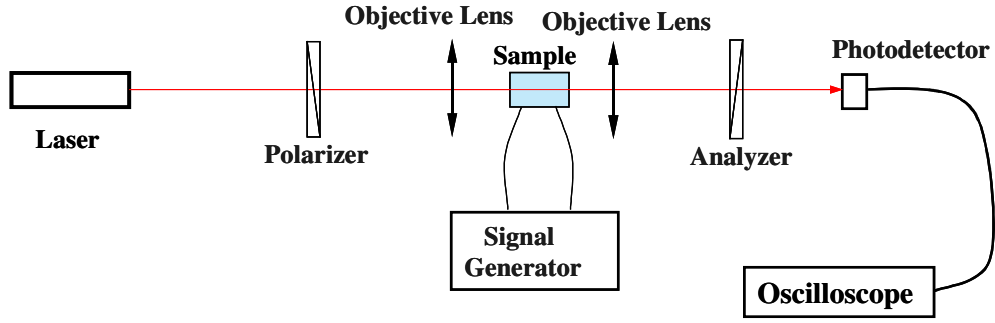 Objective Lens
Objective Lens
Sample
Photodetector
Laser
Polarizer
Analyzer
Signal
Generator
Oscilloscope